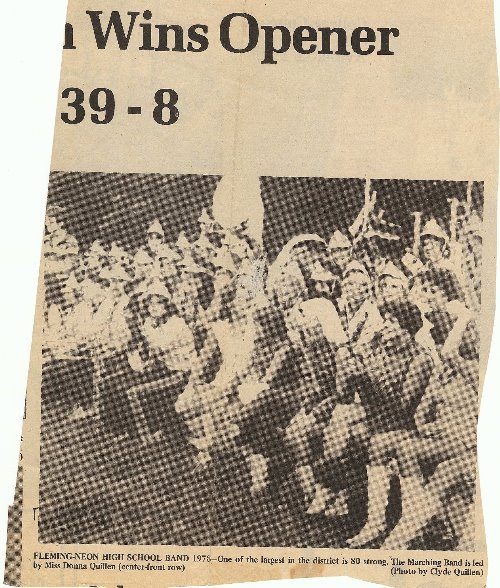 n Wins Opener
39 - 8
FLEMING-NEON HIGH SCHOOL BAND 1976—One of the largest in the district is 80 strong. The Marching Band is led
by Miss Donna Quillen (center-front row) (Photo by Clyde Quillen)